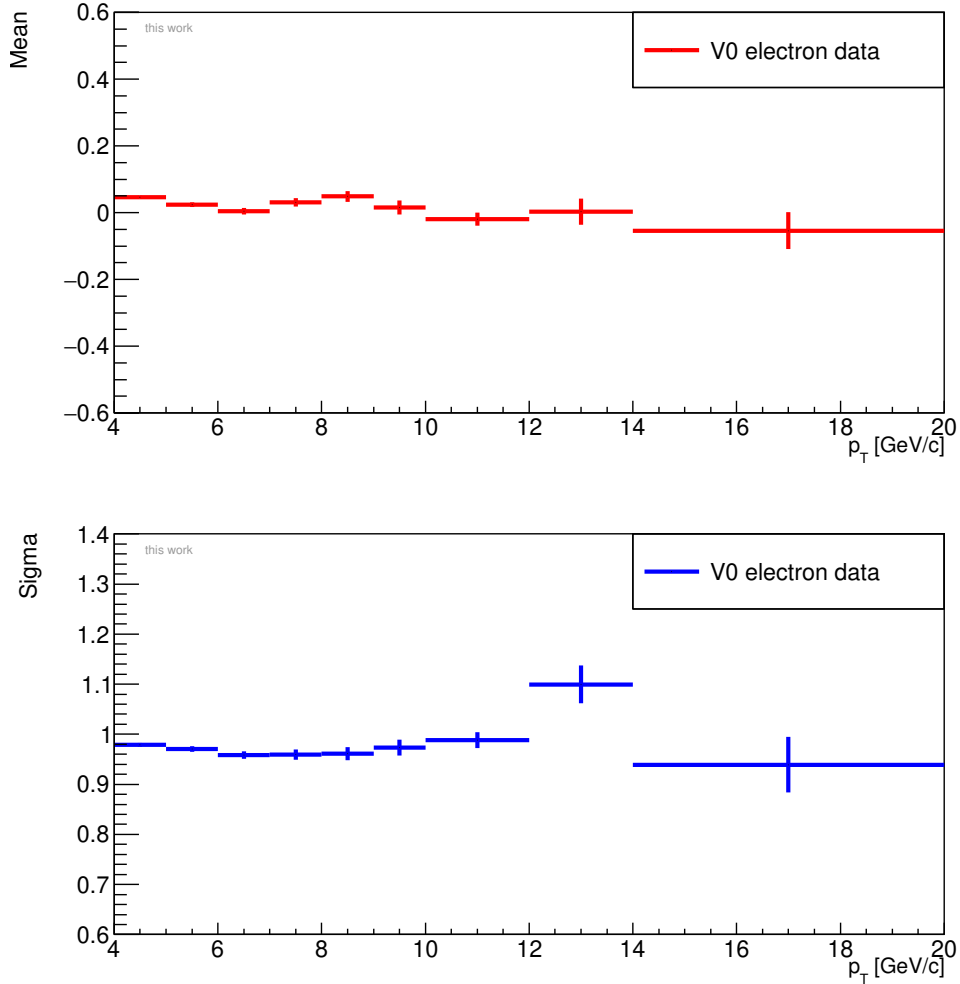 Mean
this work
V0 electron data
0.6
0.4
0.2
0
−0.2
−0.4
−0.6
4 6 8 10 12 14 16 18 20
p_T [GeV/c]
Sigma
this work
V0 electron data
1.4
1.3
1.2
1.1
1
0.9
0.8
0.7
0.6
4 6 8 10 12 14 16 18 20
p_T [GeV/c]